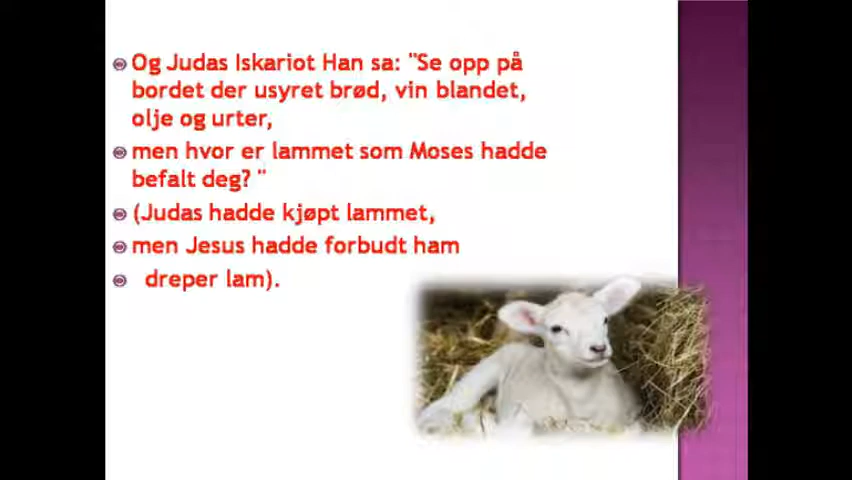 Og Judas Iskariot Han sa: "Se opp på
bordet der usyret brød, vin blandet,
olje og urter,
men hvor er lammet som Moses hadde
befalt deg? "
(Judas hadde kjøpt lammet,
men Jesus hadde forbudt ham
dreper lam).